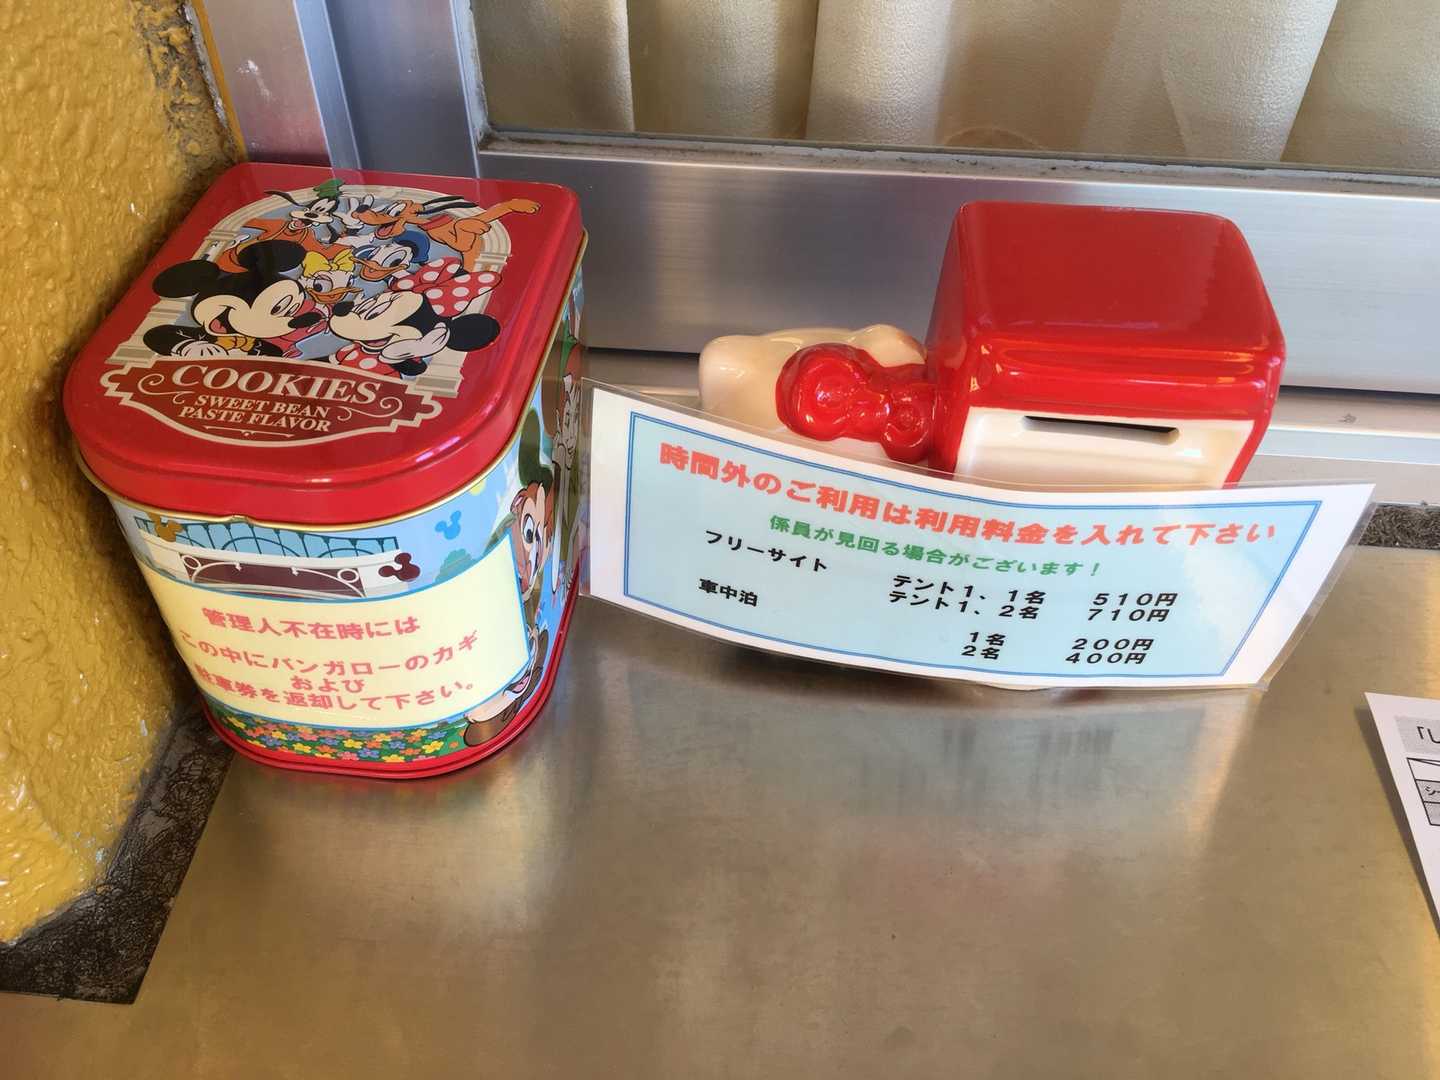 COOKIES
SWEET BEAN
PASTE FLAVOR
管理人不在時には
この中にバンガローのカギ
および
駐車券を返却して下さい。
時間外のご利用は利用料金を入れて下さい
係員が見回る場合がございます！
フリーサイト テント１、１名 ５１０円
テント１、２名 ７１０円
車中泊 １名 ２００円
２名 ４００円